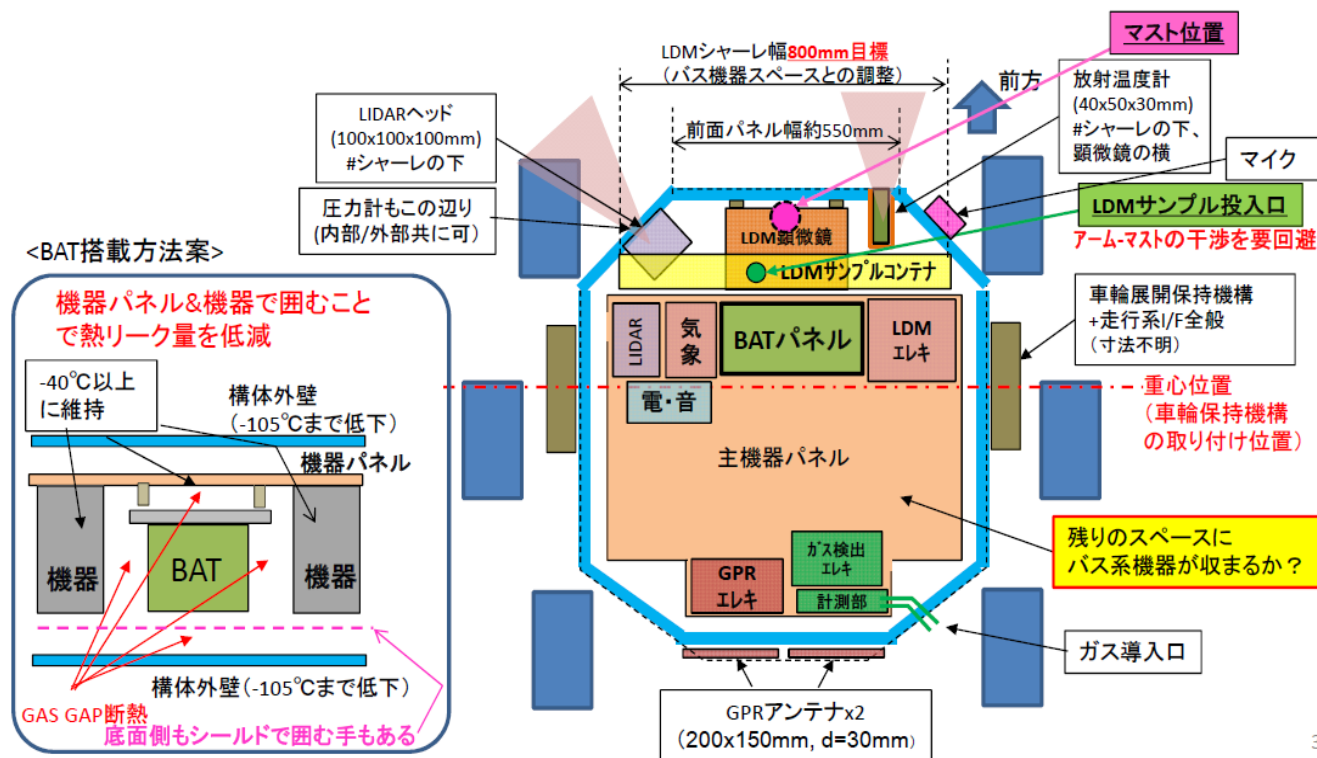 マスト位置
LDMシャーレ幅800mm目標
（バス機器スペースとの調整）
前方
放射温度計
(40x50x30mm)
#シャーレの下、
顕微鏡の横
LIDARヘッド
(100x100x100mm)
#シャーレの下
前面パネル幅約550mm
マイク
圧力計もこの辺り
(内部/外部共に可)
LDMサンプル投入口
アーム-マストの干渉を要回避
LDM顕微鏡
LDMサンプルコンテナ
<BAT搭載方法案>
機器パネル&機器で囲むこと
で熱リーク量を低減
-40℃以上
に維持
構体外壁
(-105℃まで低下)
機器パネル
機器
BAT
機器
構体外壁(-105℃まで低下)
GAS GAP断熱
底面側もシールドで囲む手もある
LIDAR
気象
BATパネル
LDM
エレキ
電・音
車輪展開保持機構
+走行系I/F全般
(寸法不明)
重心位置
（車輪保持機構
の取り付け位置）
主機器パネル
残りのスペースに
バス系機器が収まるか？
GPR
エレキ
ガス検出
エレキ
計測部
ガス導入口
GPRアンテナx2
(200x150mm, d=30mm)
3